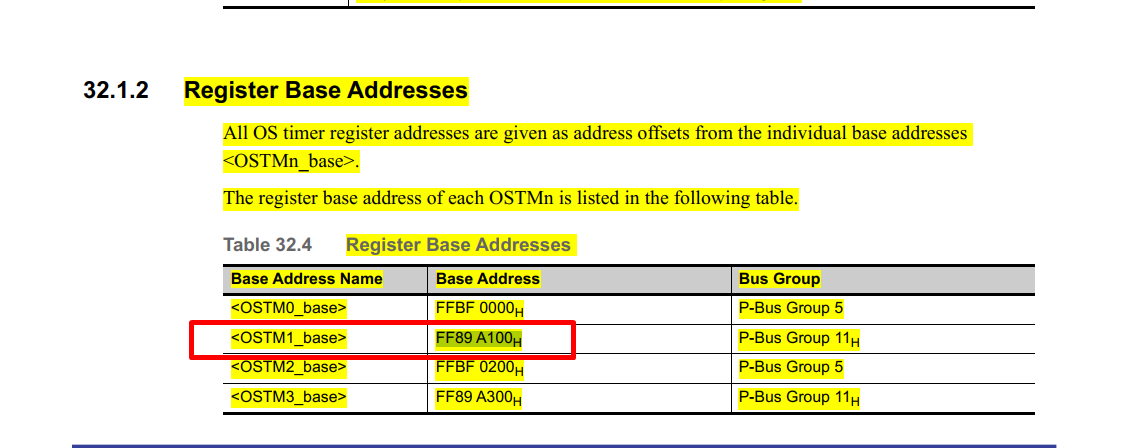 32.1.2 Register Base Addresses
All OS timer register addresses are given as address offsets from the individual base addresses
<OSTMn_base>.
The register base address of each OSTMn is listed in the following table.
Table 32.4 Register Base Addresses
Base Address Name Base Address Bus Group
<OSTM0_base> FFBF 0000H P-Bus Group 5
<OSTM1_base> FF89 A100H P-Bus Group 11H
<OSTM2_base> FFBF 0200H P-Bus Group 5
<OSTM3_base> FF89 A300H P-Bus Group 11H